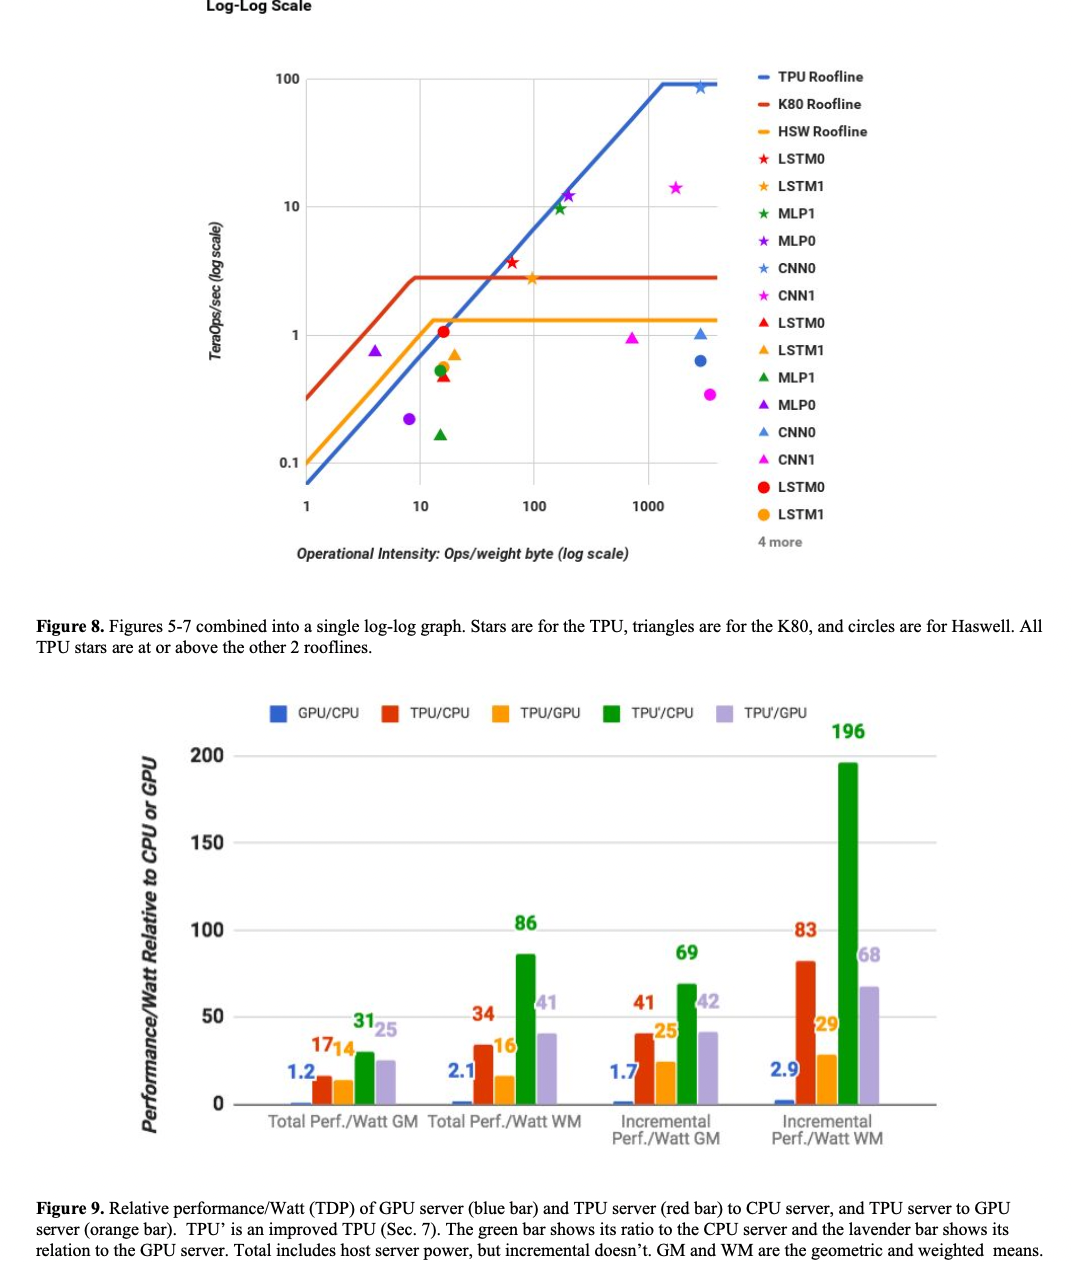 Log-Log Scale
100
10
1
0.1
TeraOps/sec (log scale)
1 10 100 1000
Operational Intensity: Ops/weight byte (log scale)
TPU Roofline
K80 Roofline
HSW Roofline
LSTM0
LSTM1
MLP1
MLP0
CNN0
CNN1
LSTM0
LSTM1
MLP1
MLP0
CNN0
CNN1
LSTM0
LSTM1
4 more
Figure 8. Figures 5-7 combined into a single log-log graph. Stars are for the TPU, triangles are for the K80, and circles are for Haswell. All
TPU stars are at or above the other 2 rooflines.
GPU/CPU TPU/CPU TPU/GPU TPU'/CPU TPU'/GPU
Performance/Watt Relative to CPU or GPU
200
150
100
50
0
1.2 17 14 31 25
2.1 34 16 86 41
1.7 41 25 69 42
2.9 83 29 196 68
Total Perf./Watt GM
Total Perf./Watt WM
Incremental
Perf./Watt GM
Incremental
Perf./Watt WM
Figure 9. Relative performance/Watt (TDP) of GPU server (blue bar) and TPU server (red bar) to CPU server, and TPU server to GPU
server (orange bar).  TPU’ is an improved TPU (Sec. 7). The green bar shows its ratio to the CPU server and the lavender bar shows its
relation to the GPU server. Total includes host server power, but incremental doesn’t. GM and WM are the geometric and weighted  means.